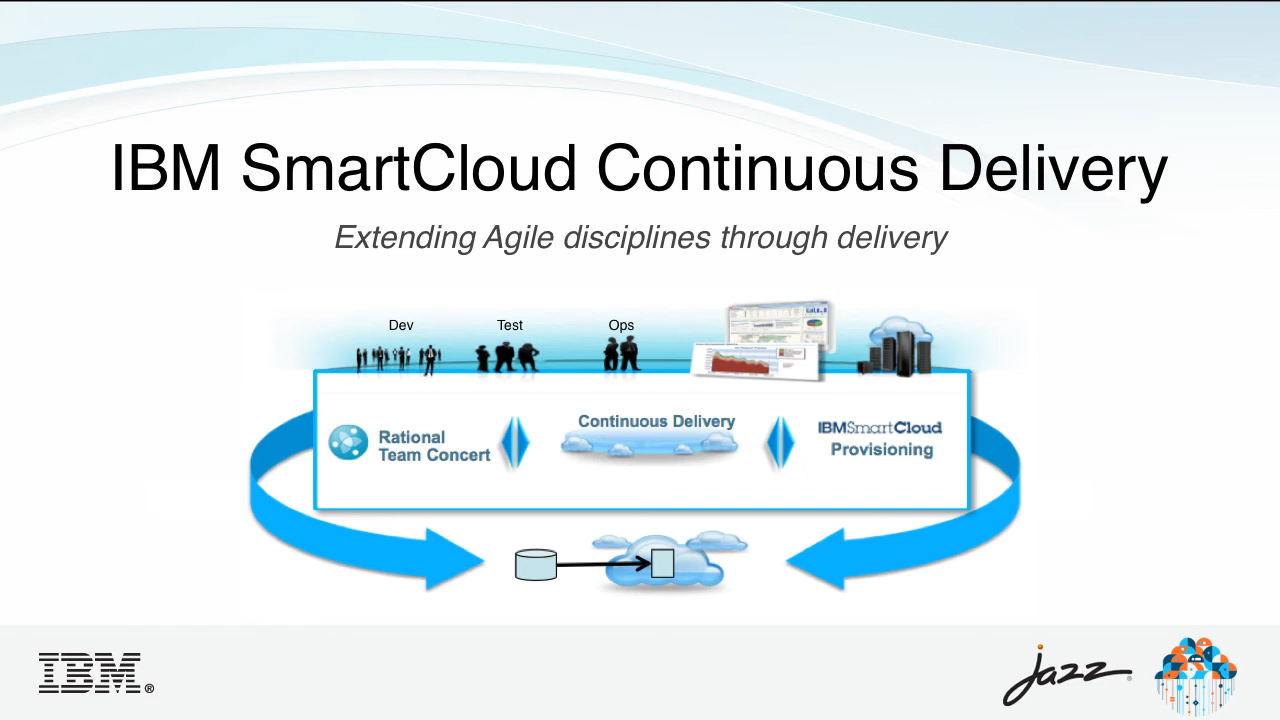 IBM SmartCloud Continuous Delivery
Extending Agile disciplines through delivery
Dev
Test
Ops
Rational
Team Concert
Continuous Delivery
IBMSmartCloud
Provisioning
IBM®
jazz®